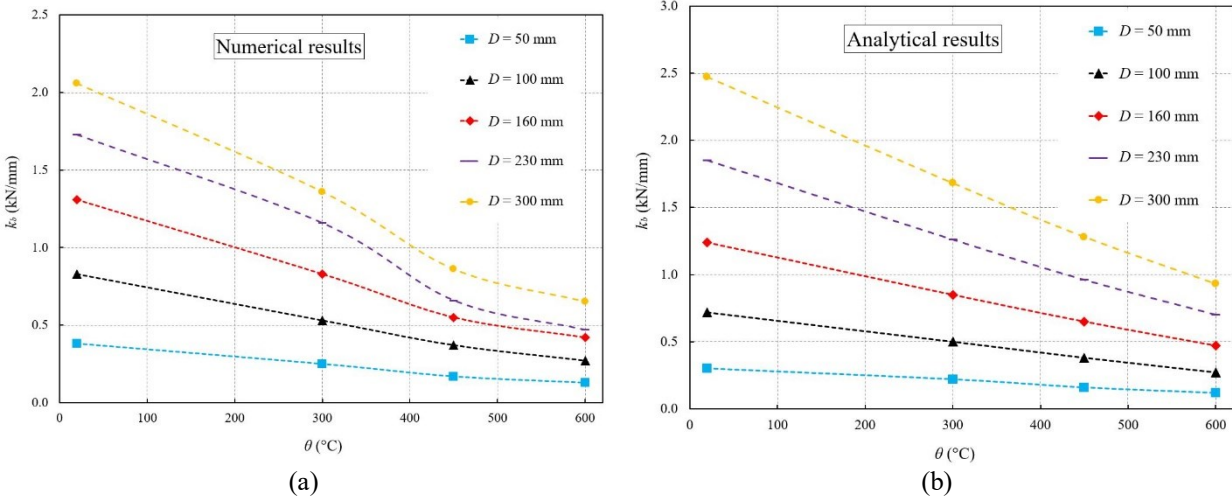 2.5
2.0
1.5
1.0
0.5
0.0
k_b (kN/mm)
Numerical results
D = 50 mm
D = 100 mm
D = 160 mm
D = 230 mm
D = 300 mm
0 100 200 300 400 500 600
θ (°C)
(a)
3.0
2.5
2.0
1.5
1.0
0.5
0.0
k_b (kN/mm)
Analytical results
D = 50 mm
D = 100 mm
D = 160 mm
D = 230 mm
D = 300 mm
0 100 200 300 400 500 600
θ (°C)
(b)